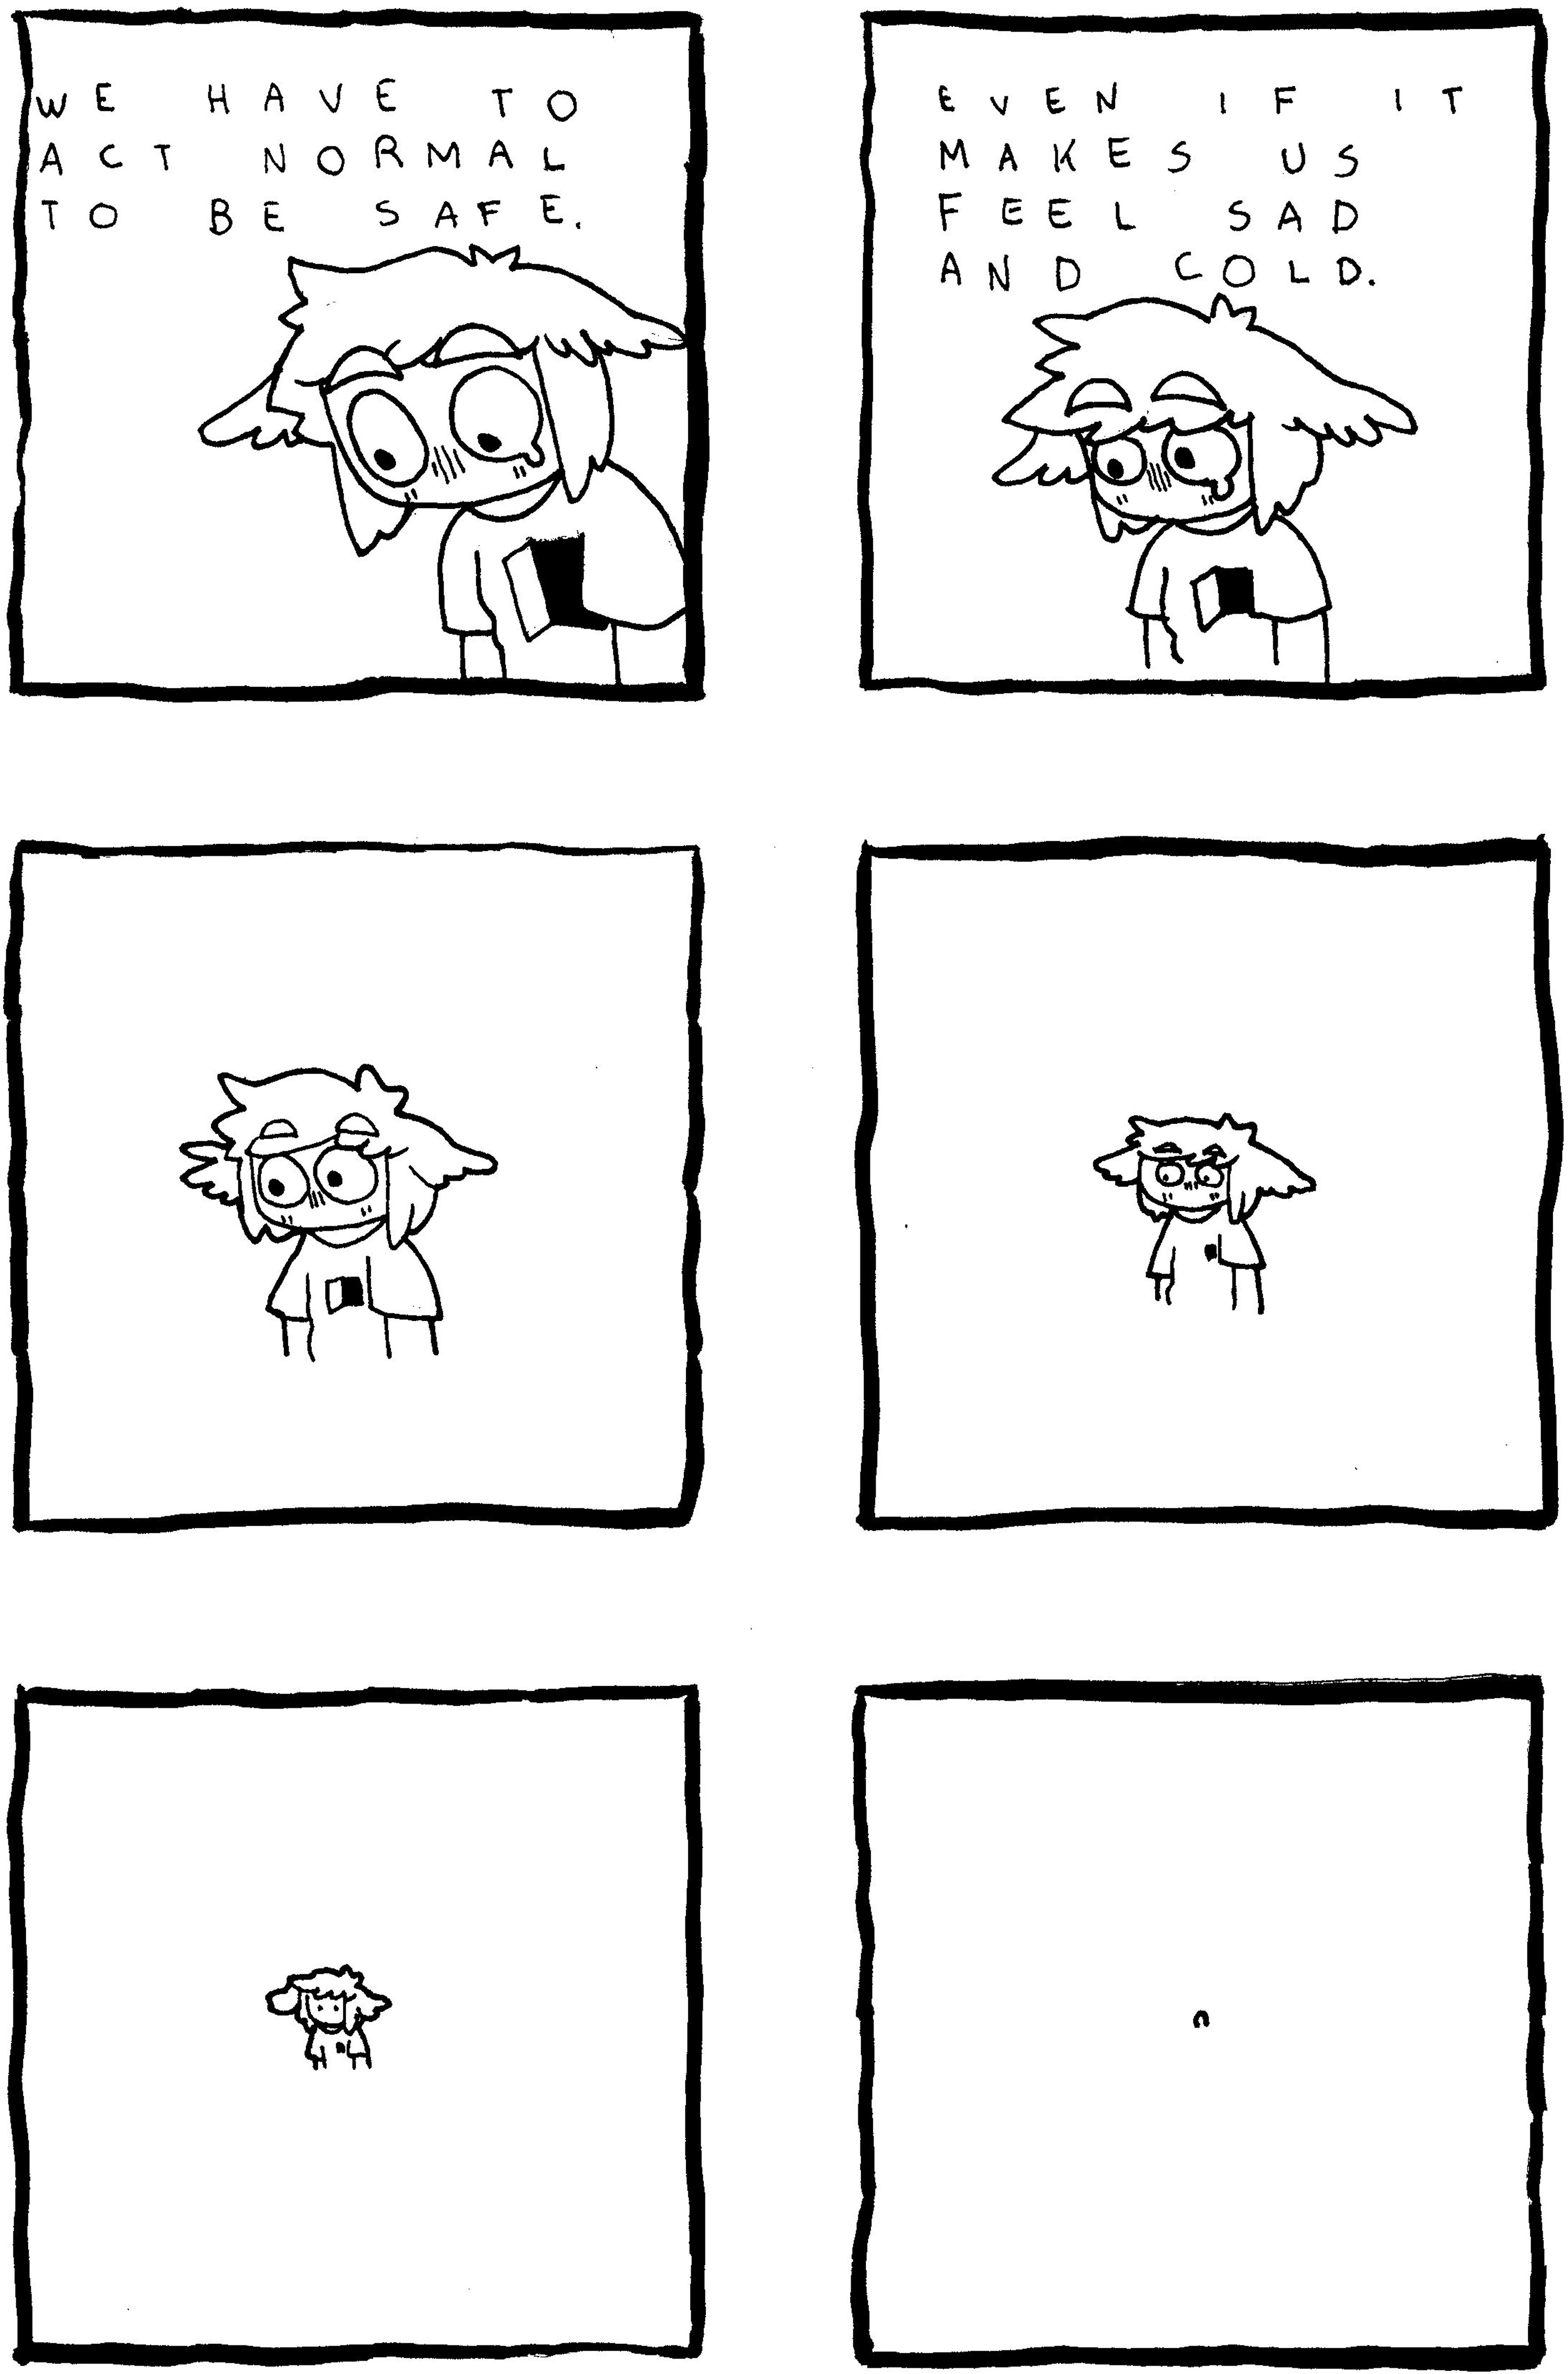 WE HAVE TO
ACT NORMAL
TO BE SAFE.
EVEN IF IT
MAKES US
FEEL SAD
AND COLD.